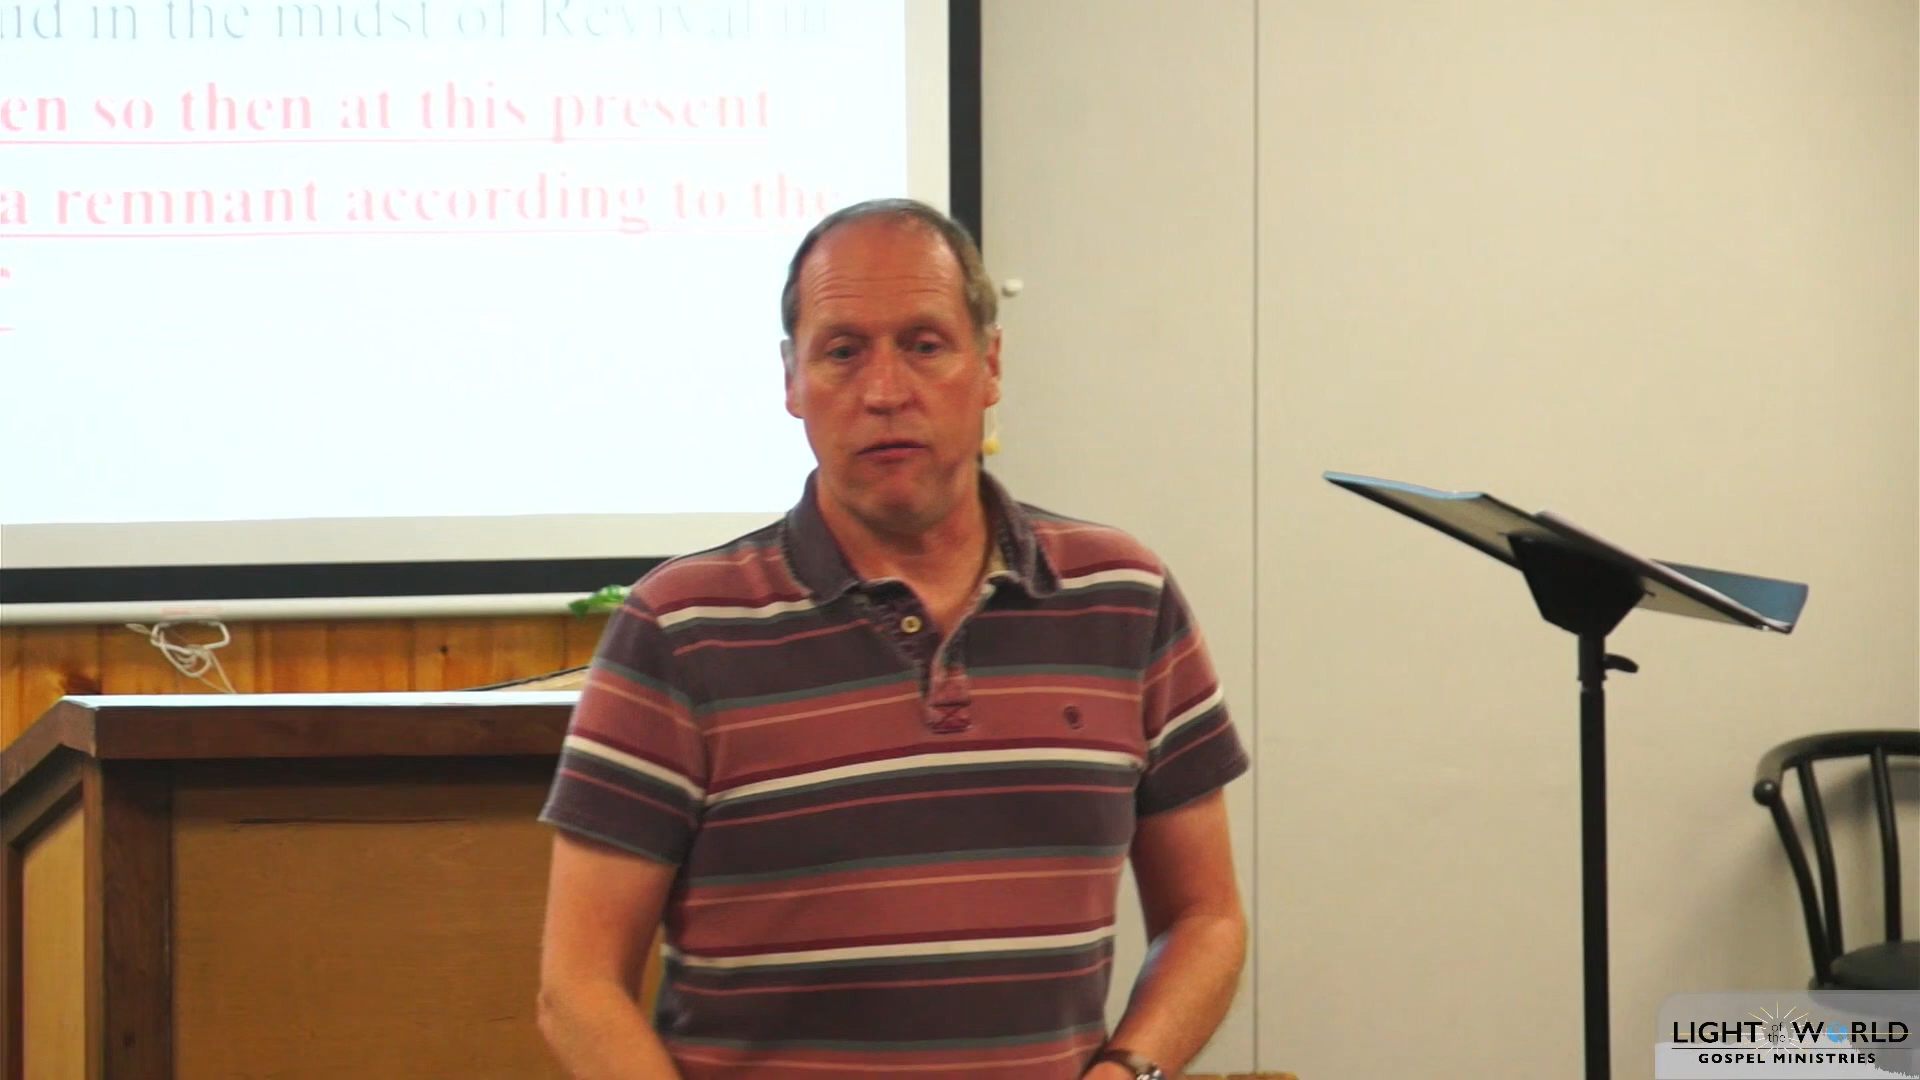 in the midst of Revival in
en so then at this present
a remnant according to the
LIGHT of the WORLD
GOSPEL MINISTRIES